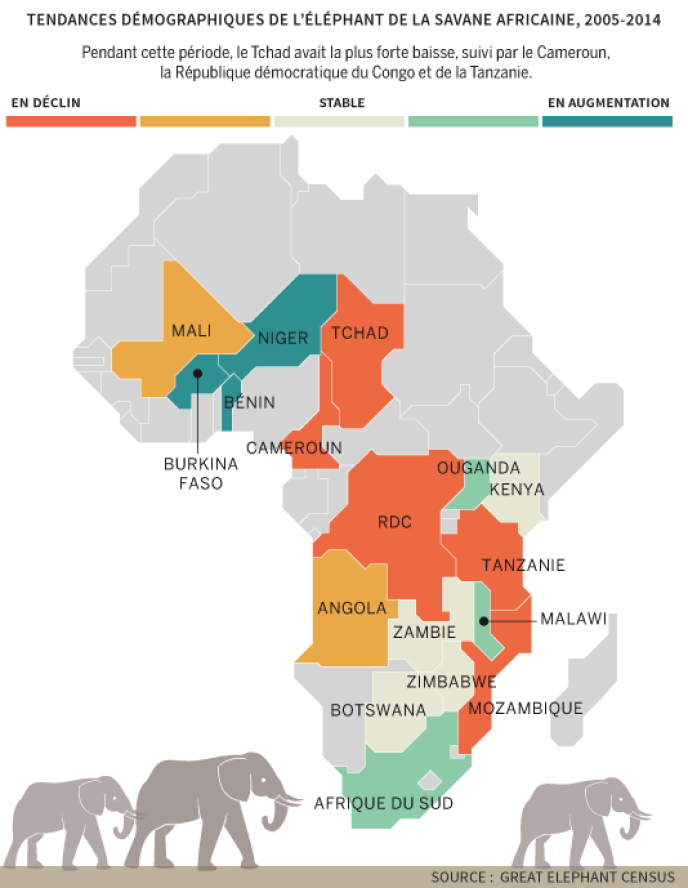 TENDANCES DÉMOGRAPHIQUES DE L'ÉLÉPHANT DE LA SAVANE AFRICAINE, 2005-2014
Pendant cette période, le Tchad avait la plus forte baisse, suivi par le Cameroun,
la République démocratique du Congo et de la Tanzanie.
EN DÉCLIN
STABLE
EN AUGMENTATION
MALI
NIGER
TCHAD
BÉNIN
CAMEROUN
BURKINA
FASO
OUGANDA
KENYA
RDC
TANZANIE
ANGOLA
MALAWI
ZAMBIE
ZIMBABWE
BOTSWANA
MOZAMBIQUE
AFRIQUE DU SUD
SOURCE : GREAT ELEPHANT CENSUS